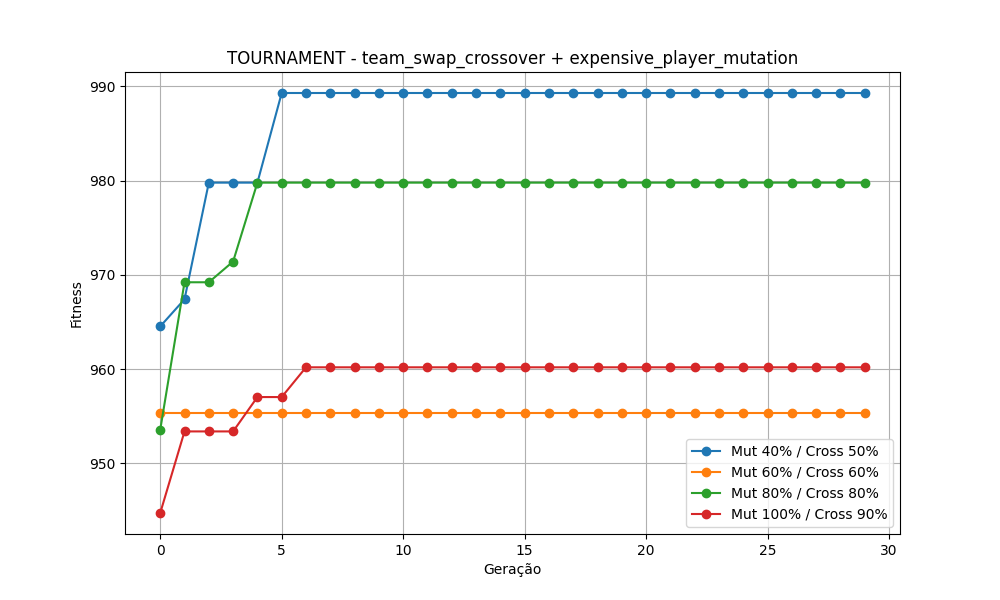 TOURNAMENT - team_swap_crossover + expensive_player_mutation
990
980
970
960
950
Fitness
0 5 10 15 20 25 30
Geração
Mut 40% / Cross 50%
Mut 60% / Cross 60%
Mut 80% / Cross 80%
Mut 100% / Cross 90%